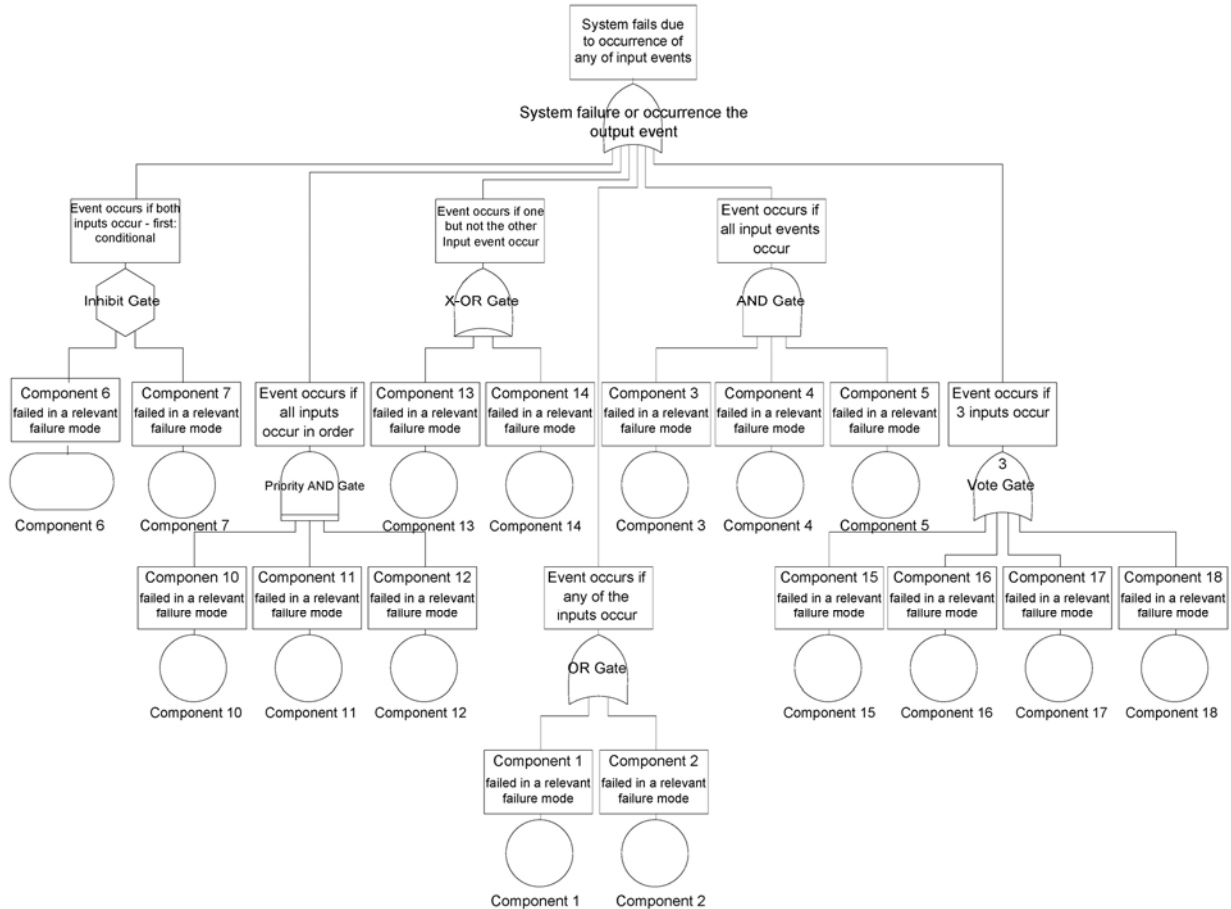 System fails due
to occurrence of
any of input events
System failure or occurrence the
output event
Event occurs if both
inputs occur - first:
conditional
Event occurs if one
but not the other
Input event occur
Event occurs if
all input events
occur
Inhibit Gate
X-OR Gate
AND Gate
Component 6
failed in a relevant
failure mode
Component 7
failed in a relevant
failure mode
Event occurs if
all inputs
occur in order
Component 13
failed in a relevant
failure mode
Component 14
failed in a relevant
failure mode
Component 3
failed in a relevant
failure mode
Component 4
failed in a relevant
failure mode
Component 5
failed in a relevant
failure mode
Event occurs if
3 inputs occur
Priority AND Gate
3
Vote Gate
Component 6
Component 7
Component 13
Component 14
Component 3
Component 4
Component 5
Componen 10
failed in a relevant
failure mode
Component 11
failed in a relevant
failure mode
Component 12
failed in a relevant
failure mode
Event occurs if
any of the
inputs occur
Component 15
failed in a relevant
failure mode
Component 16
failed in a relevant
failure mode
Component 17
failed in a relevant
failure mode
Component 18
failed in a relevant
failure mode
OR Gate
Component 10
Component 11
Component 12
Component 15
Component 16
Component 17
Component 18
Component 1
failed in a relevant
failure mode
Component 2
failed in a relevant
failure mode
Component 1
Component 2